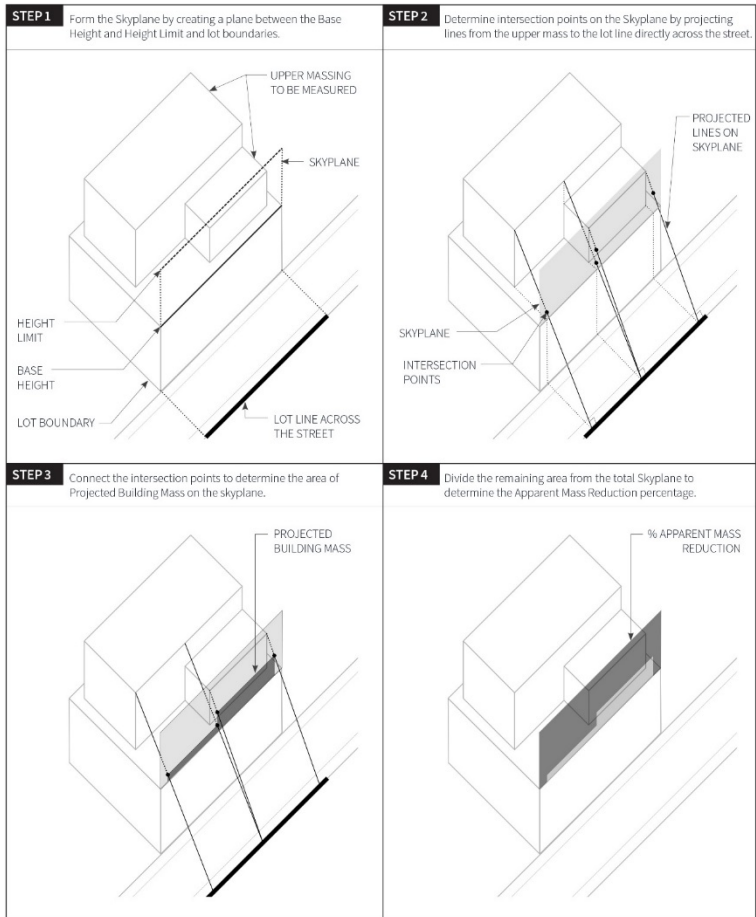 STEP 1
Form the Skyplane by creating a plane between the Base
Height and Height Limit and lot boundaries.
UPPER MASSING
TO BE MEASURED
SKYPLANE
HEIGHT
LIMIT
BASE
HEIGHT
LOT BOUNDARY
LOT LINE ACROSS
THE STREET
STEP 2
Determine intersection points on the Skyplane by projecting
lines from the upper mass to the lot line directly across the street.
PROJECTED
LINES ON
SKYPLANE
SKYPLANE
INTERSECTION
POINTS
STEP 3
Connect the intersection points to determine the area of
Projected Building Mass on the skyplane.
PROJECTED
BUILDING MASS
STEP 4
Divide the remaining area from the total Skyplane to
determine the Apparent Mass Reduction percentage.
% APPARENT MASS
REDUCTION